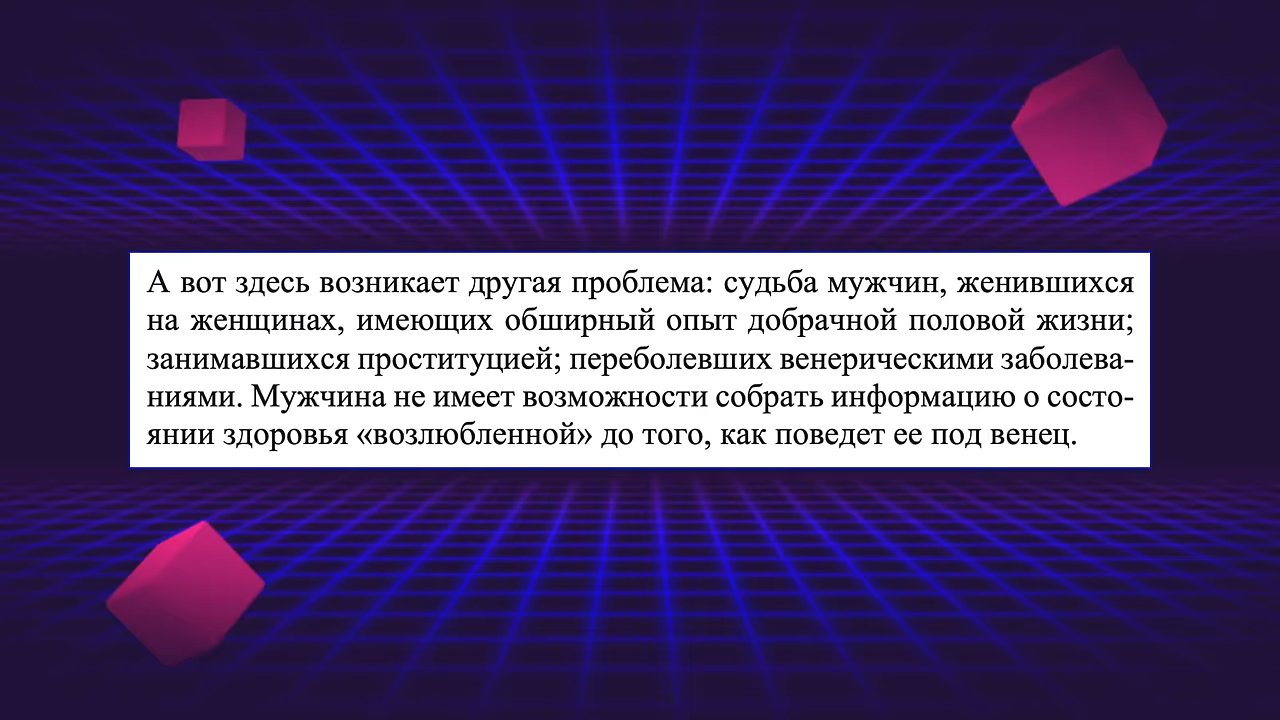 А вот здесь возникает другая проблема: судьба мужчин, женившихся
на женщинах, имеющих обширный опыт добрачной половой жизни;
занимавшихся проституцией; переболевших венерическими заболева-
ниями. Мужчина не имеет возможности собрать информацию о состо-
янии здоровья «возлюбленной» до того, как поведет ее под венец.